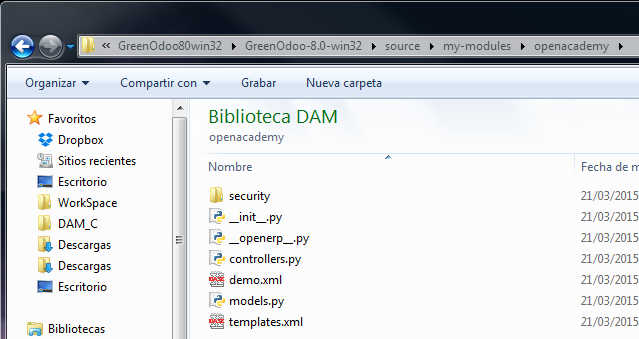 « GreenOdoo80win32 ▸ GreenOdoo-8.0-win32 ▸ source ▸ my-modules ▸ openacademy ▸
Organizar Compartir con Grabar Nueva carpeta
Favoritos
Dropbox
Sitios recientes
Escritorio
WorkSpace
DAM_C
Descargas
Descargas
Escritorio
Bibliotecas
Biblioteca DAM
openacademy
Nombre Fecha de m
security 21/03/2015
__init__.py 21/03/2015
__openerp__.py 21/03/2015
controllers.py 21/03/2015
demo.xml 21/03/2015
models.py 21/03/2015
templates.xml 21/03/2015